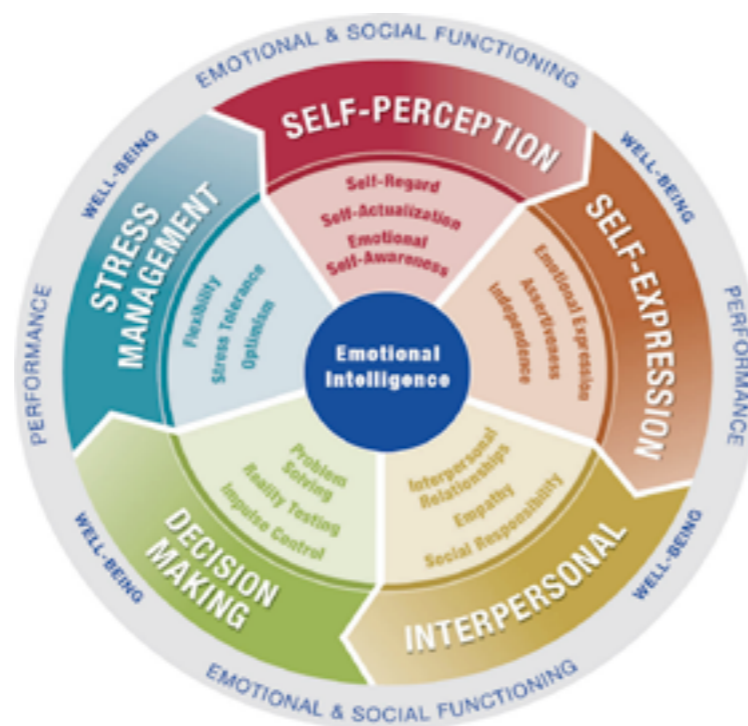 EMOTIONAL & SOCIAL FUNCTIONING
WELL-BEING
PERFORMANCE
WELL-BEING
EMOTIONAL & SOCIAL FUNCTIONING
WELL-BEING
PERFORMANCE
WELL-BEING
SELF-PERCEPTION
Self-Regard
Self-Actualization
Emotional
Self-Awareness
SELF-EXPRESSION
Emotional Expression
Assertiveness
Independence
INTERPERSONAL
Interpersonal
Relationships
Empathy
Social Responsibility
DECISION
MAKING
Problem
Solving
Reality Testing
Impulse Control
STRESS
MANAGEMENT
Flexibility
Stress Tolerance
Optimism
Emotional
Intelligence